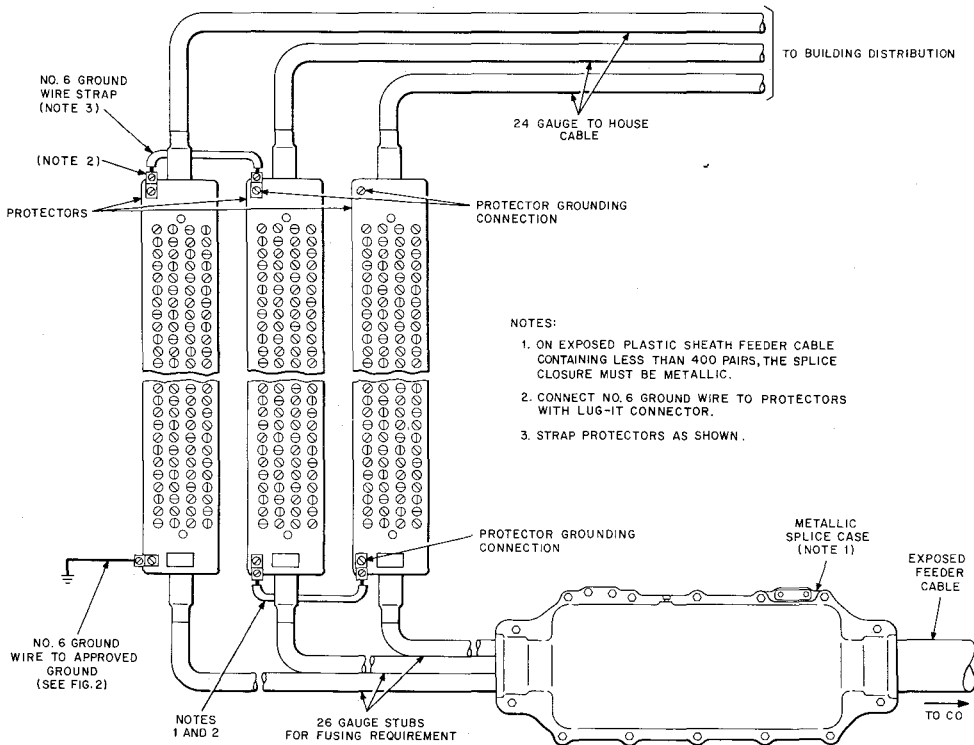 TO BUILDING DISTRIBUTION
NO. 6 GROUND
WIRE STRAP
(NOTE 3)
24 GAUGE TO HOUSE
CABLE
(NOTE 2)
PROTECTORS
PROTECTOR GROUNDING
CONNECTION
NOTES:
1. ON EXPOSED PLASTIC SHEATH FEEDER CABLE
CONTAINING LESS THAN 400 PAIRS, THE SPLICE
CLOSURE MUST BE METALLIC.
2. CONNECT NO. 6 GROUND WIRE TO PROTECTORS
WITH LUG-IT CONNECTOR.
3. STRAP PROTECTORS AS SHOWN.
PROTECTOR GROUNDING
CONNECTION
METALLIC
SPLICE CASE
(NOTE 1)
EXPOSED
FEEDER
CABLE
NO. 6 GROUND
WIRE TO APPROVED
GROUND
(SEE FIG. 2)
NOTES
1 AND 2
26 GAUGE STUBS
FOR FUSING REQUIREMENT
TO CO